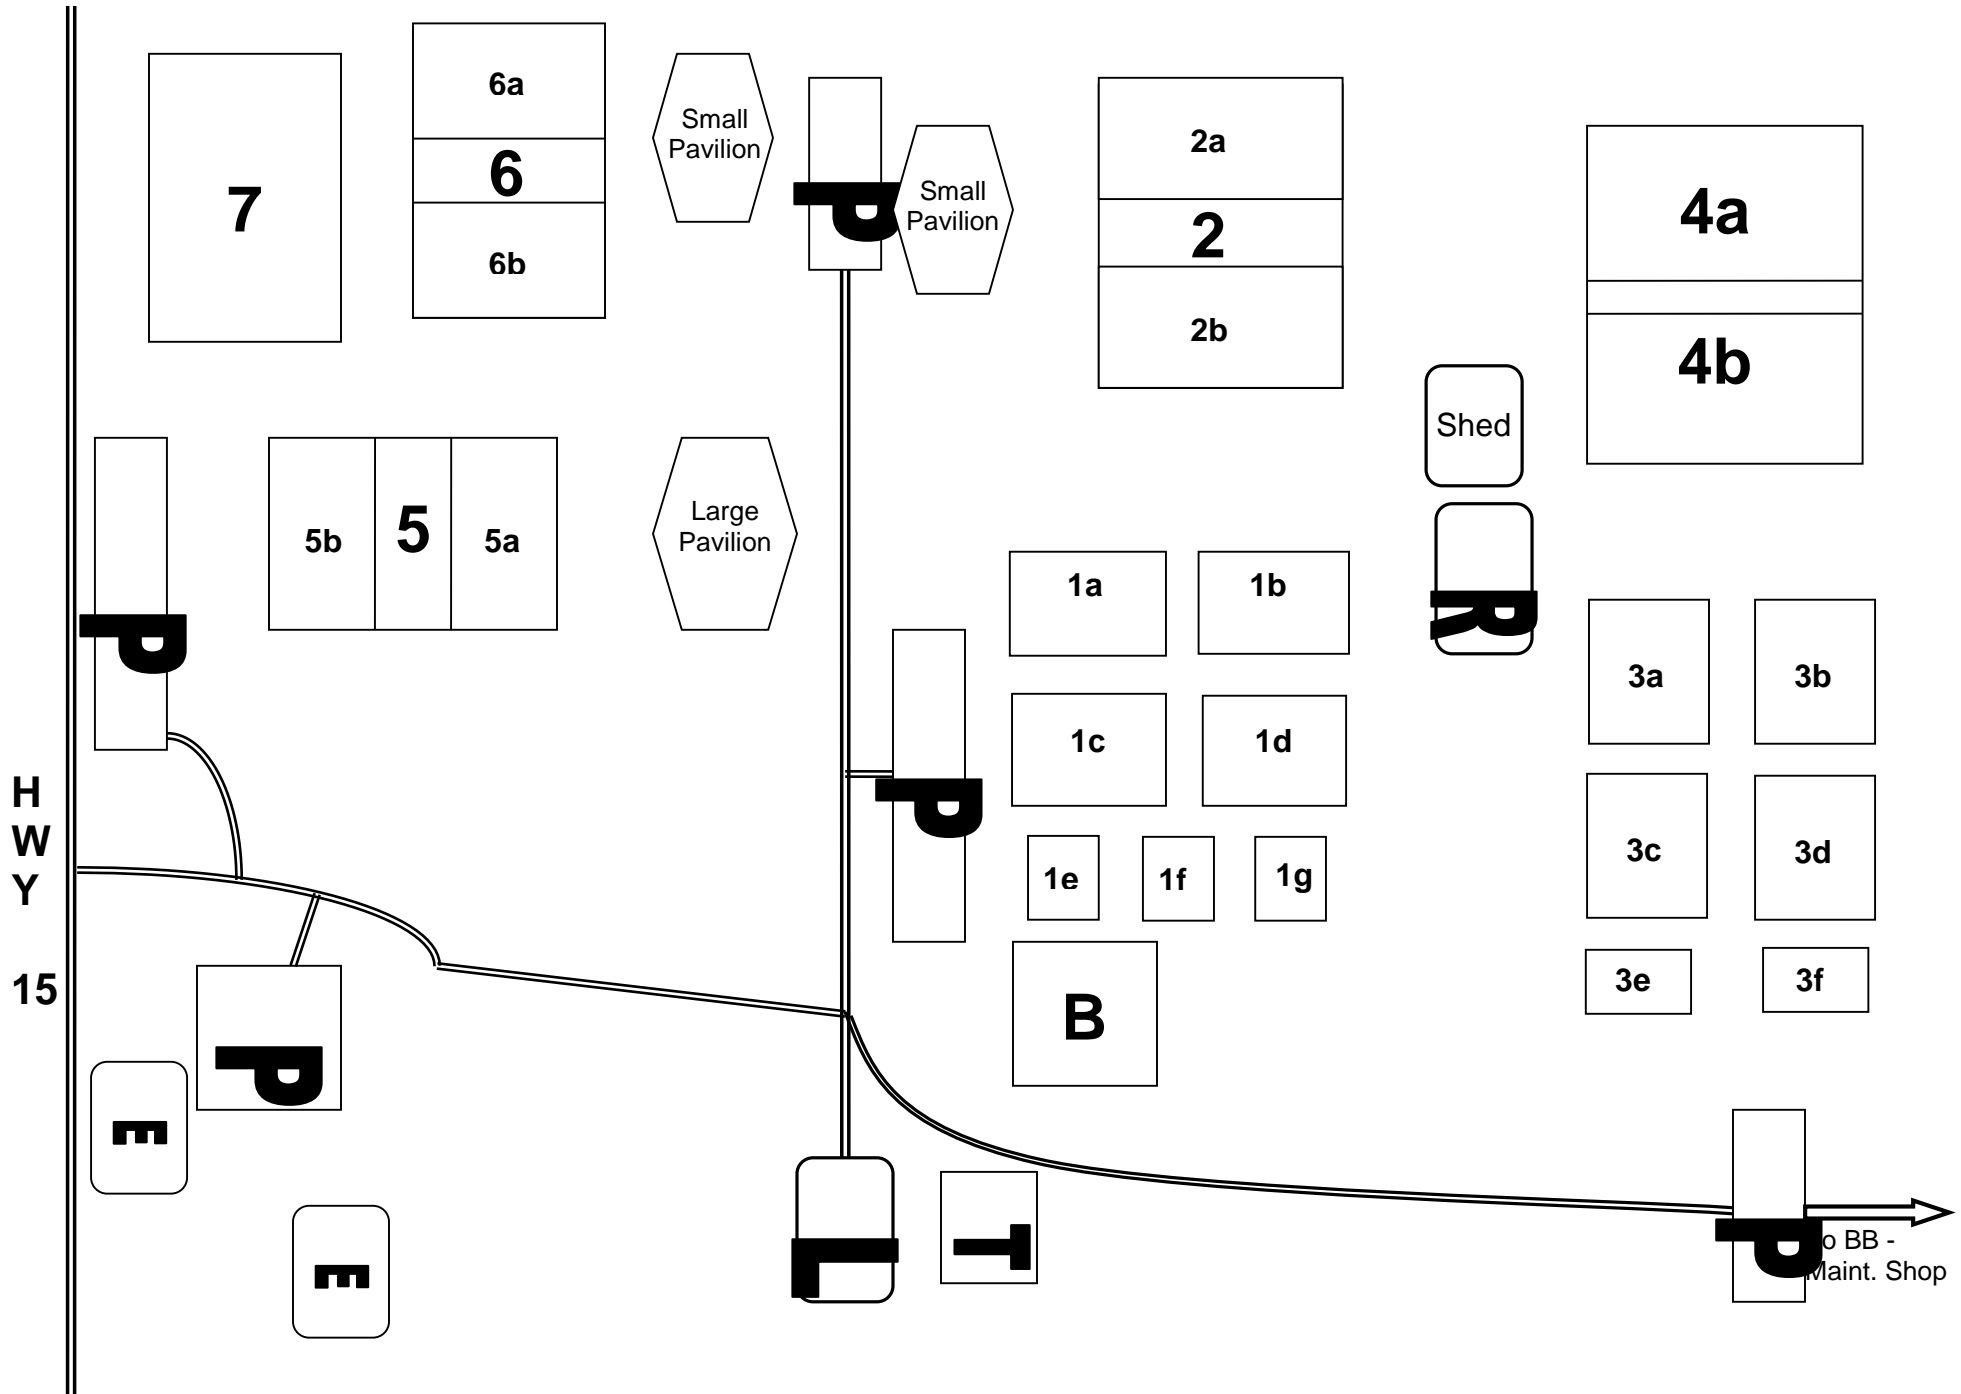 7
6a
6
6b
Small
Pavilion
P
Small
Pavilion
2a
2
2b
4a
4b
Shed
R
5b
5
5a
Large
Pavilion
P
1a
1b
1c
1d
P
1e
1f
1g
B
3a
3b
3c
3d
3e
3f
H
W
Y
15
P
E
E
L
T
P
BB -
Maint. Shop